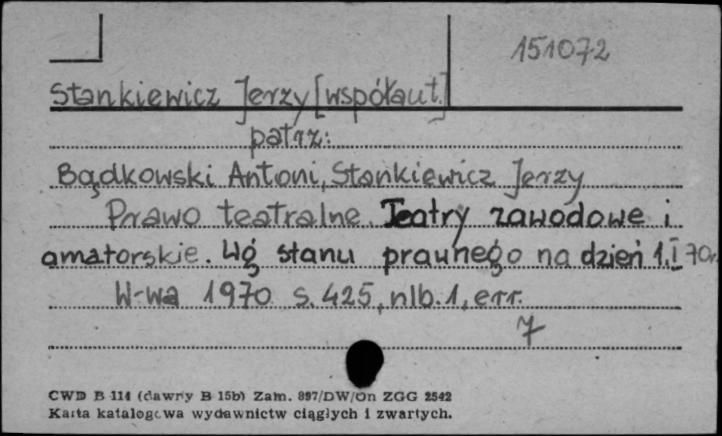 151072
Stankiewicz Jerzy [współaut.]
patrz:
Bądkowski Antoni, Stankiewicz Jerzy
Prawo teatralne. Teatry zawodowe i
amatorskie. Wg stanu prawnego na dzień 1.I 70r.
W-wa 1970 s. 425, nlb. 1, err.
7
CWD B-114 (dawny B 15b) Zam. 897/DW/On ZGG 2542
Karta katalogowa wydawnictw ciągłych i zwartych.